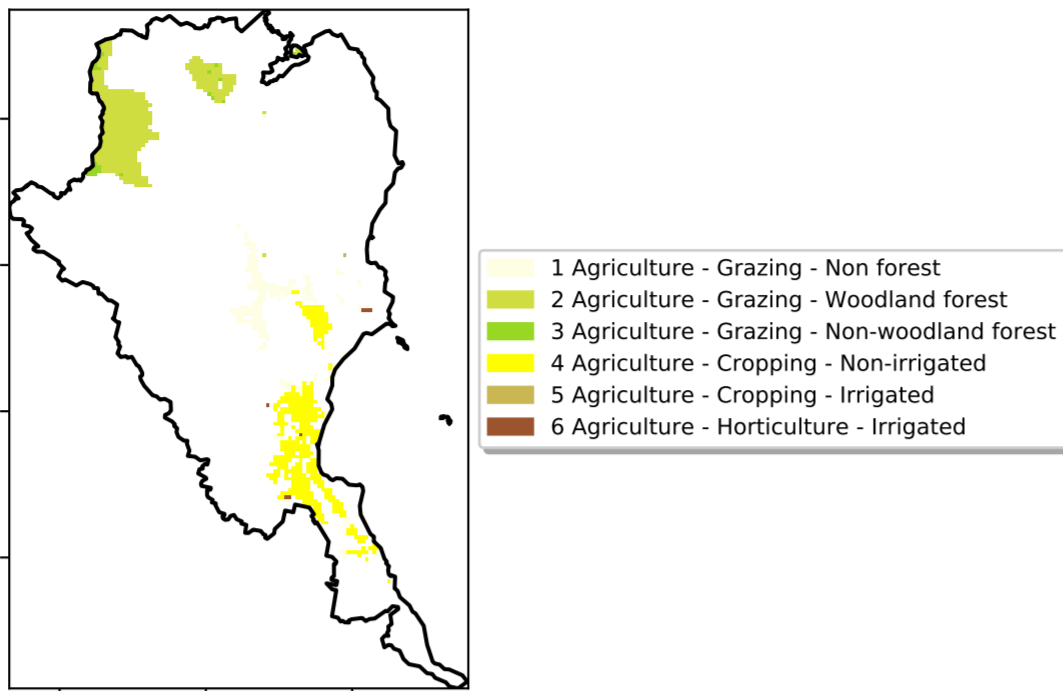 1 Agriculture - Grazing - Non forest
2 Agriculture - Grazing - Woodland forest
3 Agriculture - Grazing - Non-woodland forest
4 Agriculture - Cropping - Non-irrigated
5 Agriculture - Cropping - Irrigated
6 Agriculture - Horticulture - Irrigated